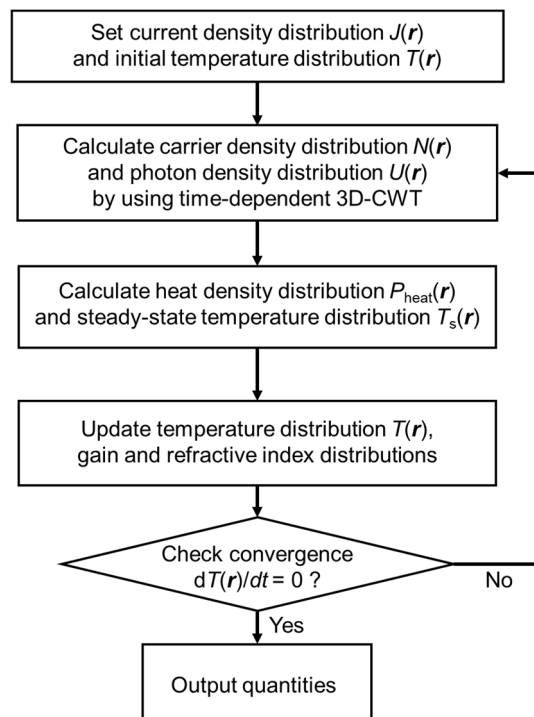 Set current density distribution J(r)
and initial temperature distribution T(r)
Calculate carrier density distribution N(r)
and photon density distribution U(r)
by using time-dependent 3D-CWT
Calculate heat density distribution Pheat(r)
and steady-state temperature distribution Ts(r)
Update temperature distribution T(r),
gain and refractive index distributions
Check convergence
dT(r)/dt = 0 ?
No
Yes
Output quantities